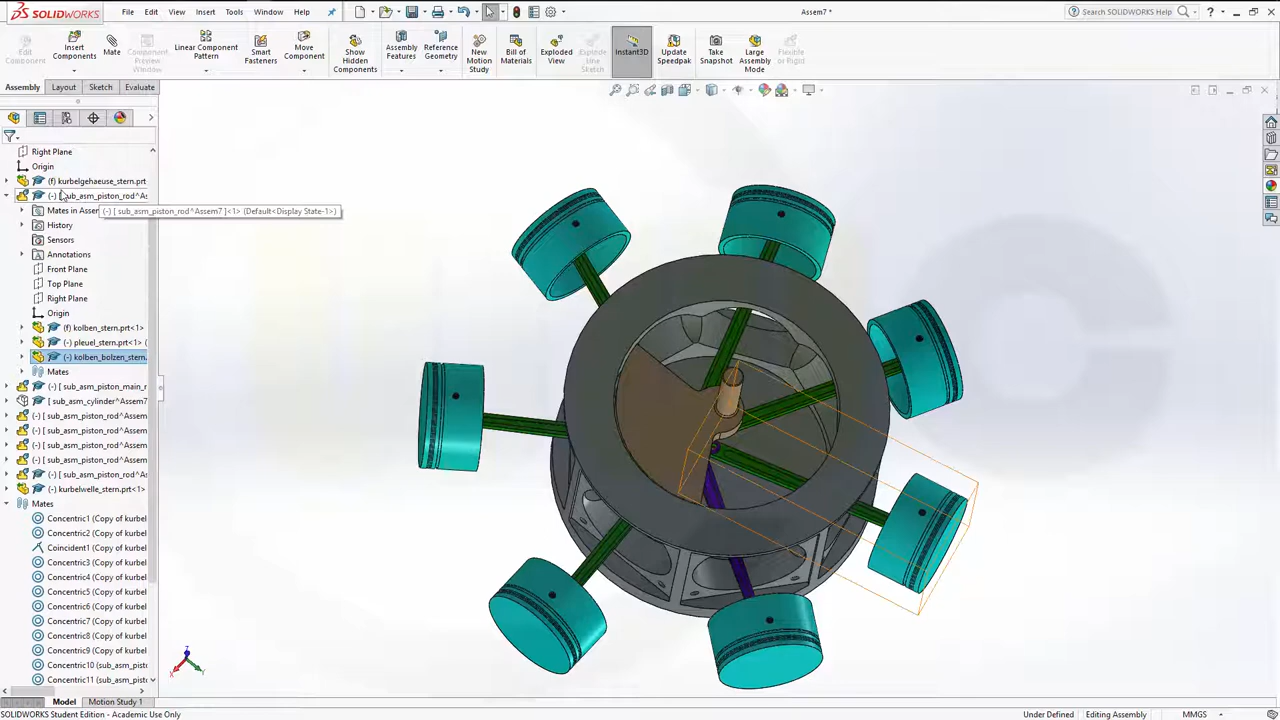 SOLIDWORKS
File
Edit
View
Insert
Tools
Window
Help
Assem7 *
Search SOLIDWORKS Help
?
Edit Component
Insert Components
Mate
Component Preview Window
Linear Component Pattern
Smart Fasteners
Move Component
Show Hidden Components
Assembly Features
Reference Geometry
New Motion Study
Bill of Materials
Exploded View
Explode Line Sketch
Instant3D
Update Speedpak
Take Snapshot
Large Assembly Mode
Flexible or Rigid
Assembly
Layout
Sketch
Evaluate
Right Plane
Origin
(f) kurbelgehaeuse_stern.prt
(-) [ sub_asm_piston_rod^As
(-) [ sub_asm_piston_rod^Assem7 ]<1> (Default<Display State-1>)
Mates in Assem
History
Sensors
Annotations
Front Plane
Top Plane
Right Plane
Origin
(f) kolben_stern.prt<1>
(-) pleuel_stern.prt<1> (
(-) kolben_bolzen_stern.
Mates
(-) [ sub_asm_piston_main_r
[ sub_asm_cylinder^Assem7
(-) [ sub_asm_piston_rod^Assem
(-) [ sub_asm_piston_rod^Assem
(-) [ sub_asm_piston_rod^Assem
(-) [ sub_asm_piston_rod^Assem
(-) [ sub_asm_piston_rod^Assem
(-) kurbelwelle_stern.prt<1>
Mates
Concentric1 (Copy of kurbel
Concentric2 (Copy of kurbel
Coincident1 (Copy of kurbel
Concentric3 (Copy of kurbel
Concentric4 (Copy of kurbel
Concentric5 (Copy of kurbel
Concentric6 (Copy of kurbel
Concentric7 (Copy of kurbel
Concentric8 (Copy of kurbel
Concentric9 (Copy of kurbel
Concentric10 (sub_asm_pistc
Concentric11 (sub_asm_pistc
Z
X
Y
Model
Motion Study 1
SOLIDWORKS Student Edition - Academic Use Only
Under Defined
Editing Assembly
MMGS